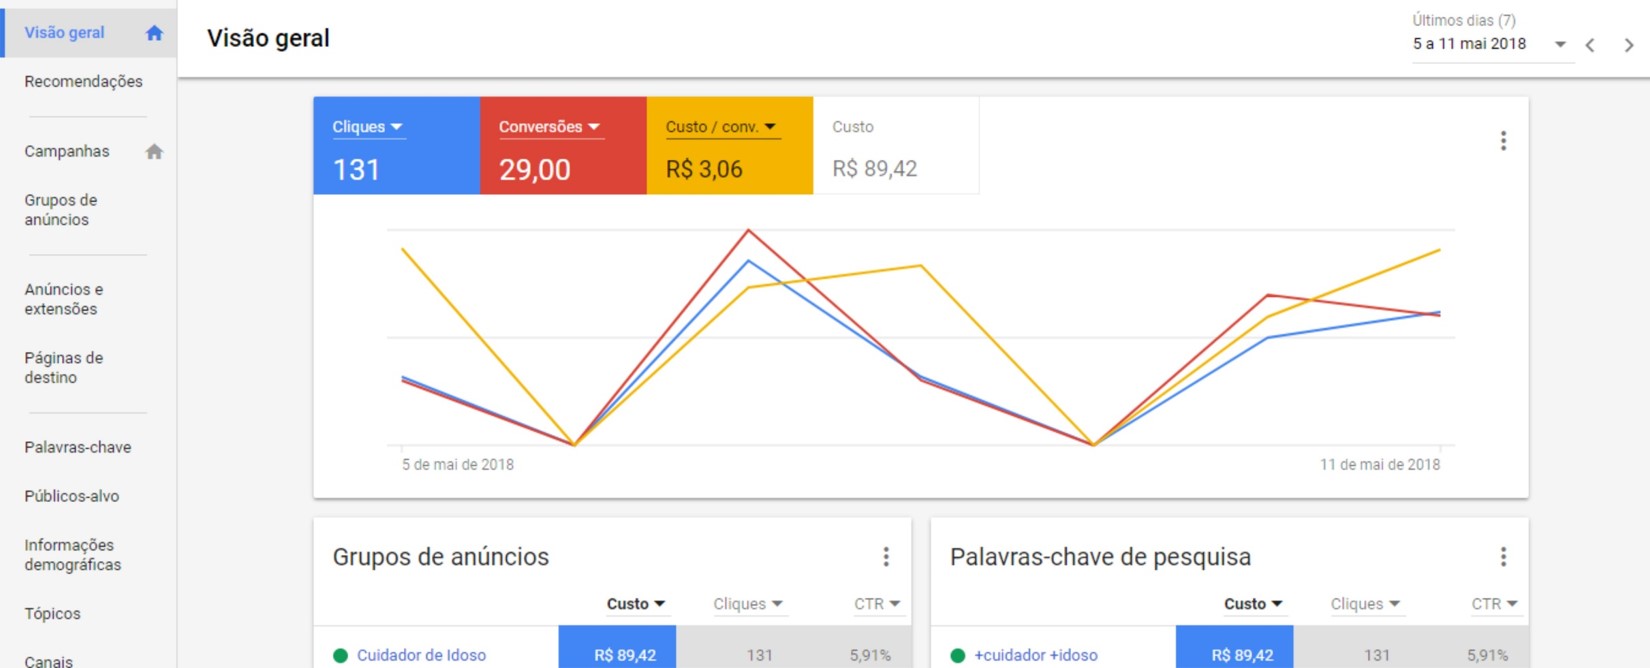 Visão geral
Recomendações
Campanhas
Grupos de
anúncios
Anúncios e
extensões
Páginas de
destino
Palavras-chave
Públicos-alvo
Informações
demográficas
Tópicos
Canais
Visão geral
Últimos dias (7)
5 a 11 mai 2018
Cliques
131
Conversões
29,00
Custo / conv.
R$ 3,06
Custo
R$ 89,42
5 de mai de 2018
11 de mai de 2018
Grupos de anúncios
Custo Cliques CTR
Cuidador de Idoso R$ 89,42 131 5,91%
Palavras-chave de pesquisa
Custo Cliques CTR
+cuidador +idoso R$ 89,42 131 5,91%